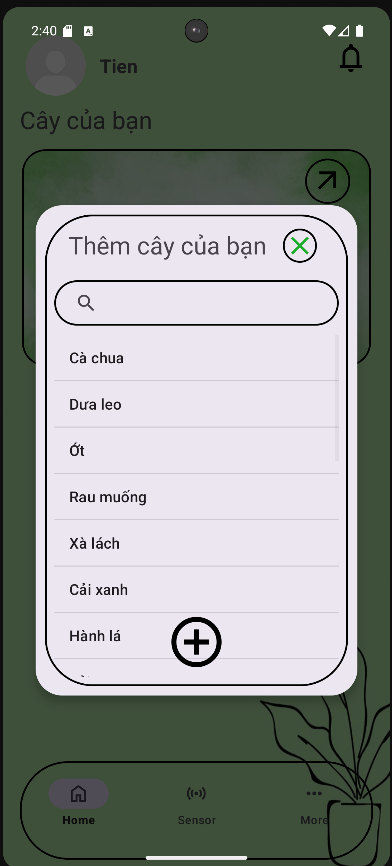 2:40
Tien
Cây của bạn
Thêm cây của bạn
Cà chua
Dưa leo
Ớt
Rau muống
Xà lách
Cải xanh
Hành lá
Home
Sensor
More